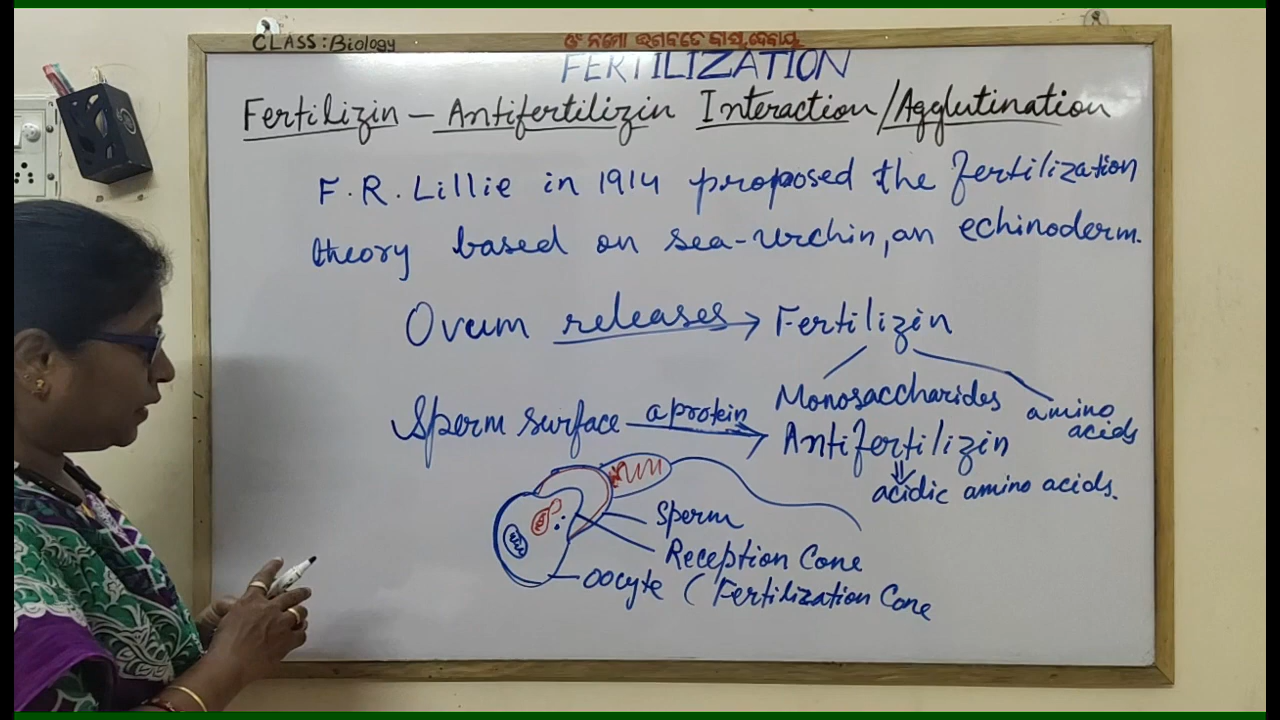 CLASS: Biology
ଓଁ ନମୋ ଭଗବତେ ବାସୁଦେବାୟ
FERTILIZATION
Fertilizin – Antifertilizin Interaction/Agglutination
F.R. Lillie in 1914 proposed the fertilization
theory based on sea-urchin, an echinoderm.
Ovum releases → Fertilizin
Monosaccharides amino acids
Sperm surface a protein → Antifertilizin
⇓
acidic amino acids.
Sperm
Reception Cone
Oocyte ( Fertilization Cone